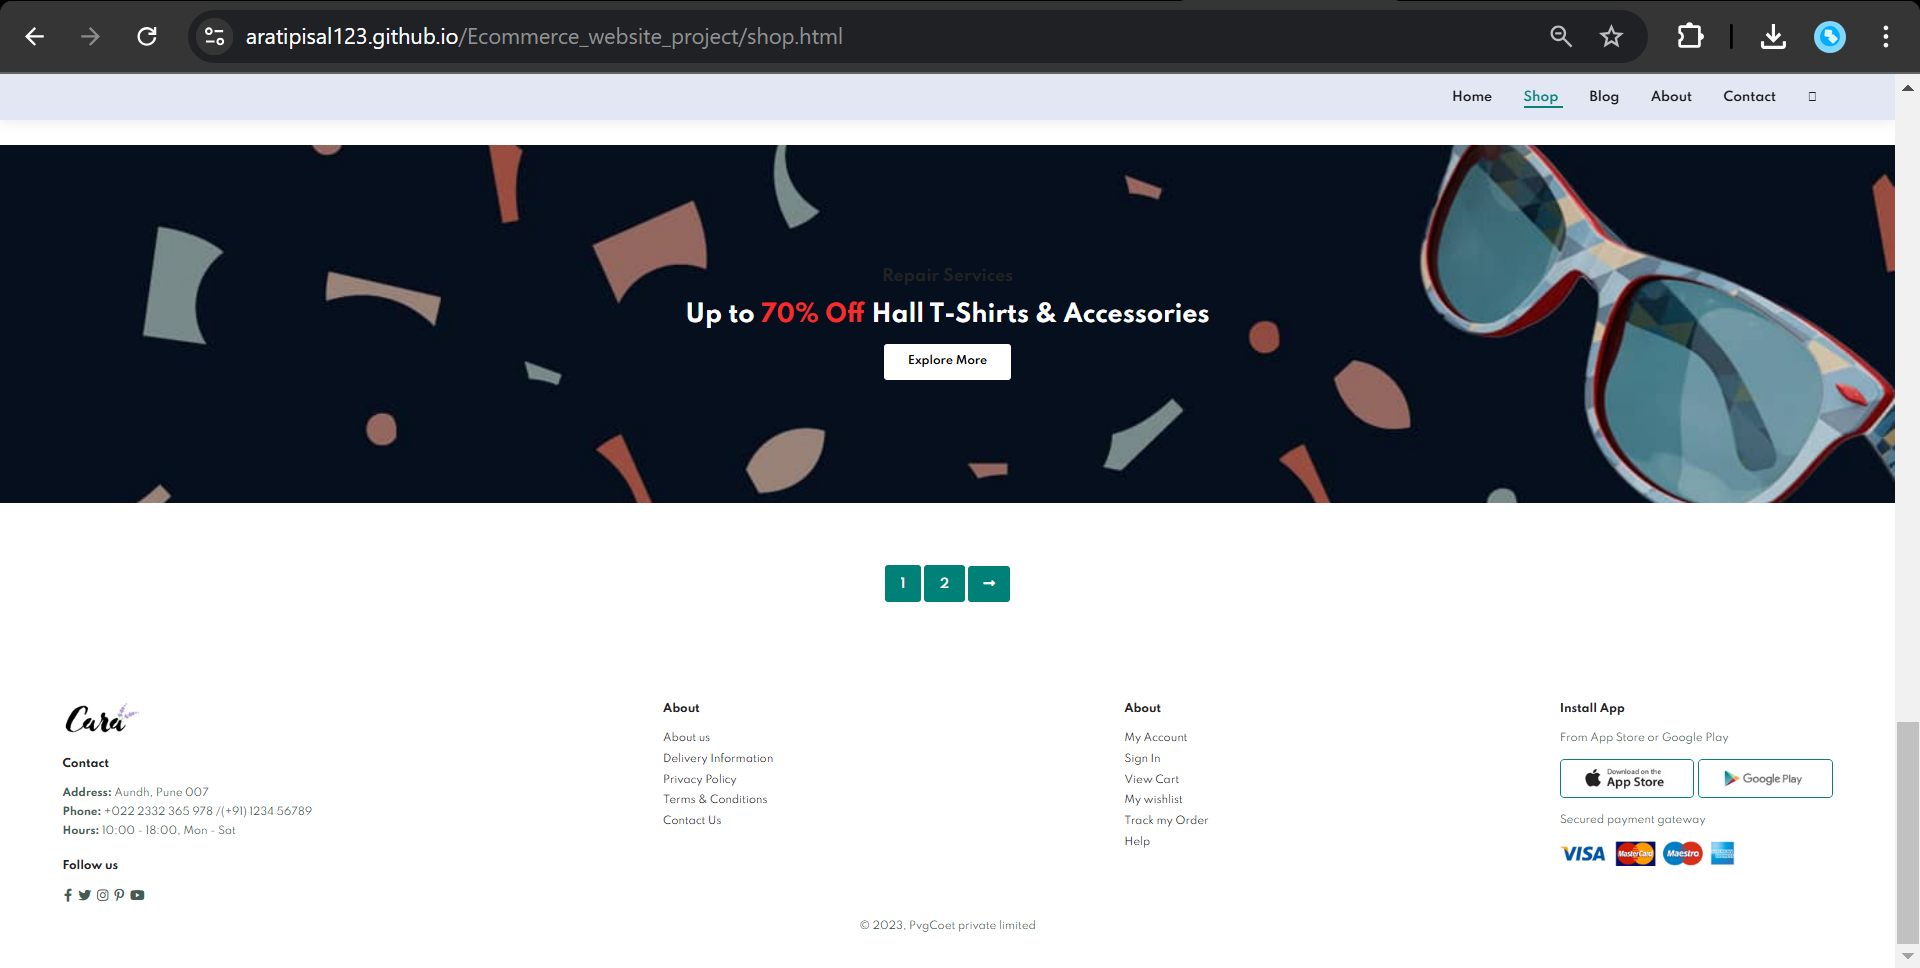 aratipisal123.github.io/Ecommerce_website_project/shop.html
Home Shop Blog About Contact
Repair Services
Up to 70% Off Hall T-Shirts & Accessories
Explore More
1 2 →
Cara
Contact
Address: Aundh, Pune 007
Phone: +022 2332 365 978 /(+91) 1234 56789
Hours: 10:00 - 18:00, Mon - Sat
Follow us
About
About us
Delivery Information
Privacy Policy
Terms & Conditions
Contact Us
About
My Account
Sign In
View Cart
My wishlist
Track my Order
Help
Install App
From App Store or Google Play
Download on the
App Store
Google Play
Secured payment gateway
VISA MasterCard Maestro
© 2023, PvgCoet private limited